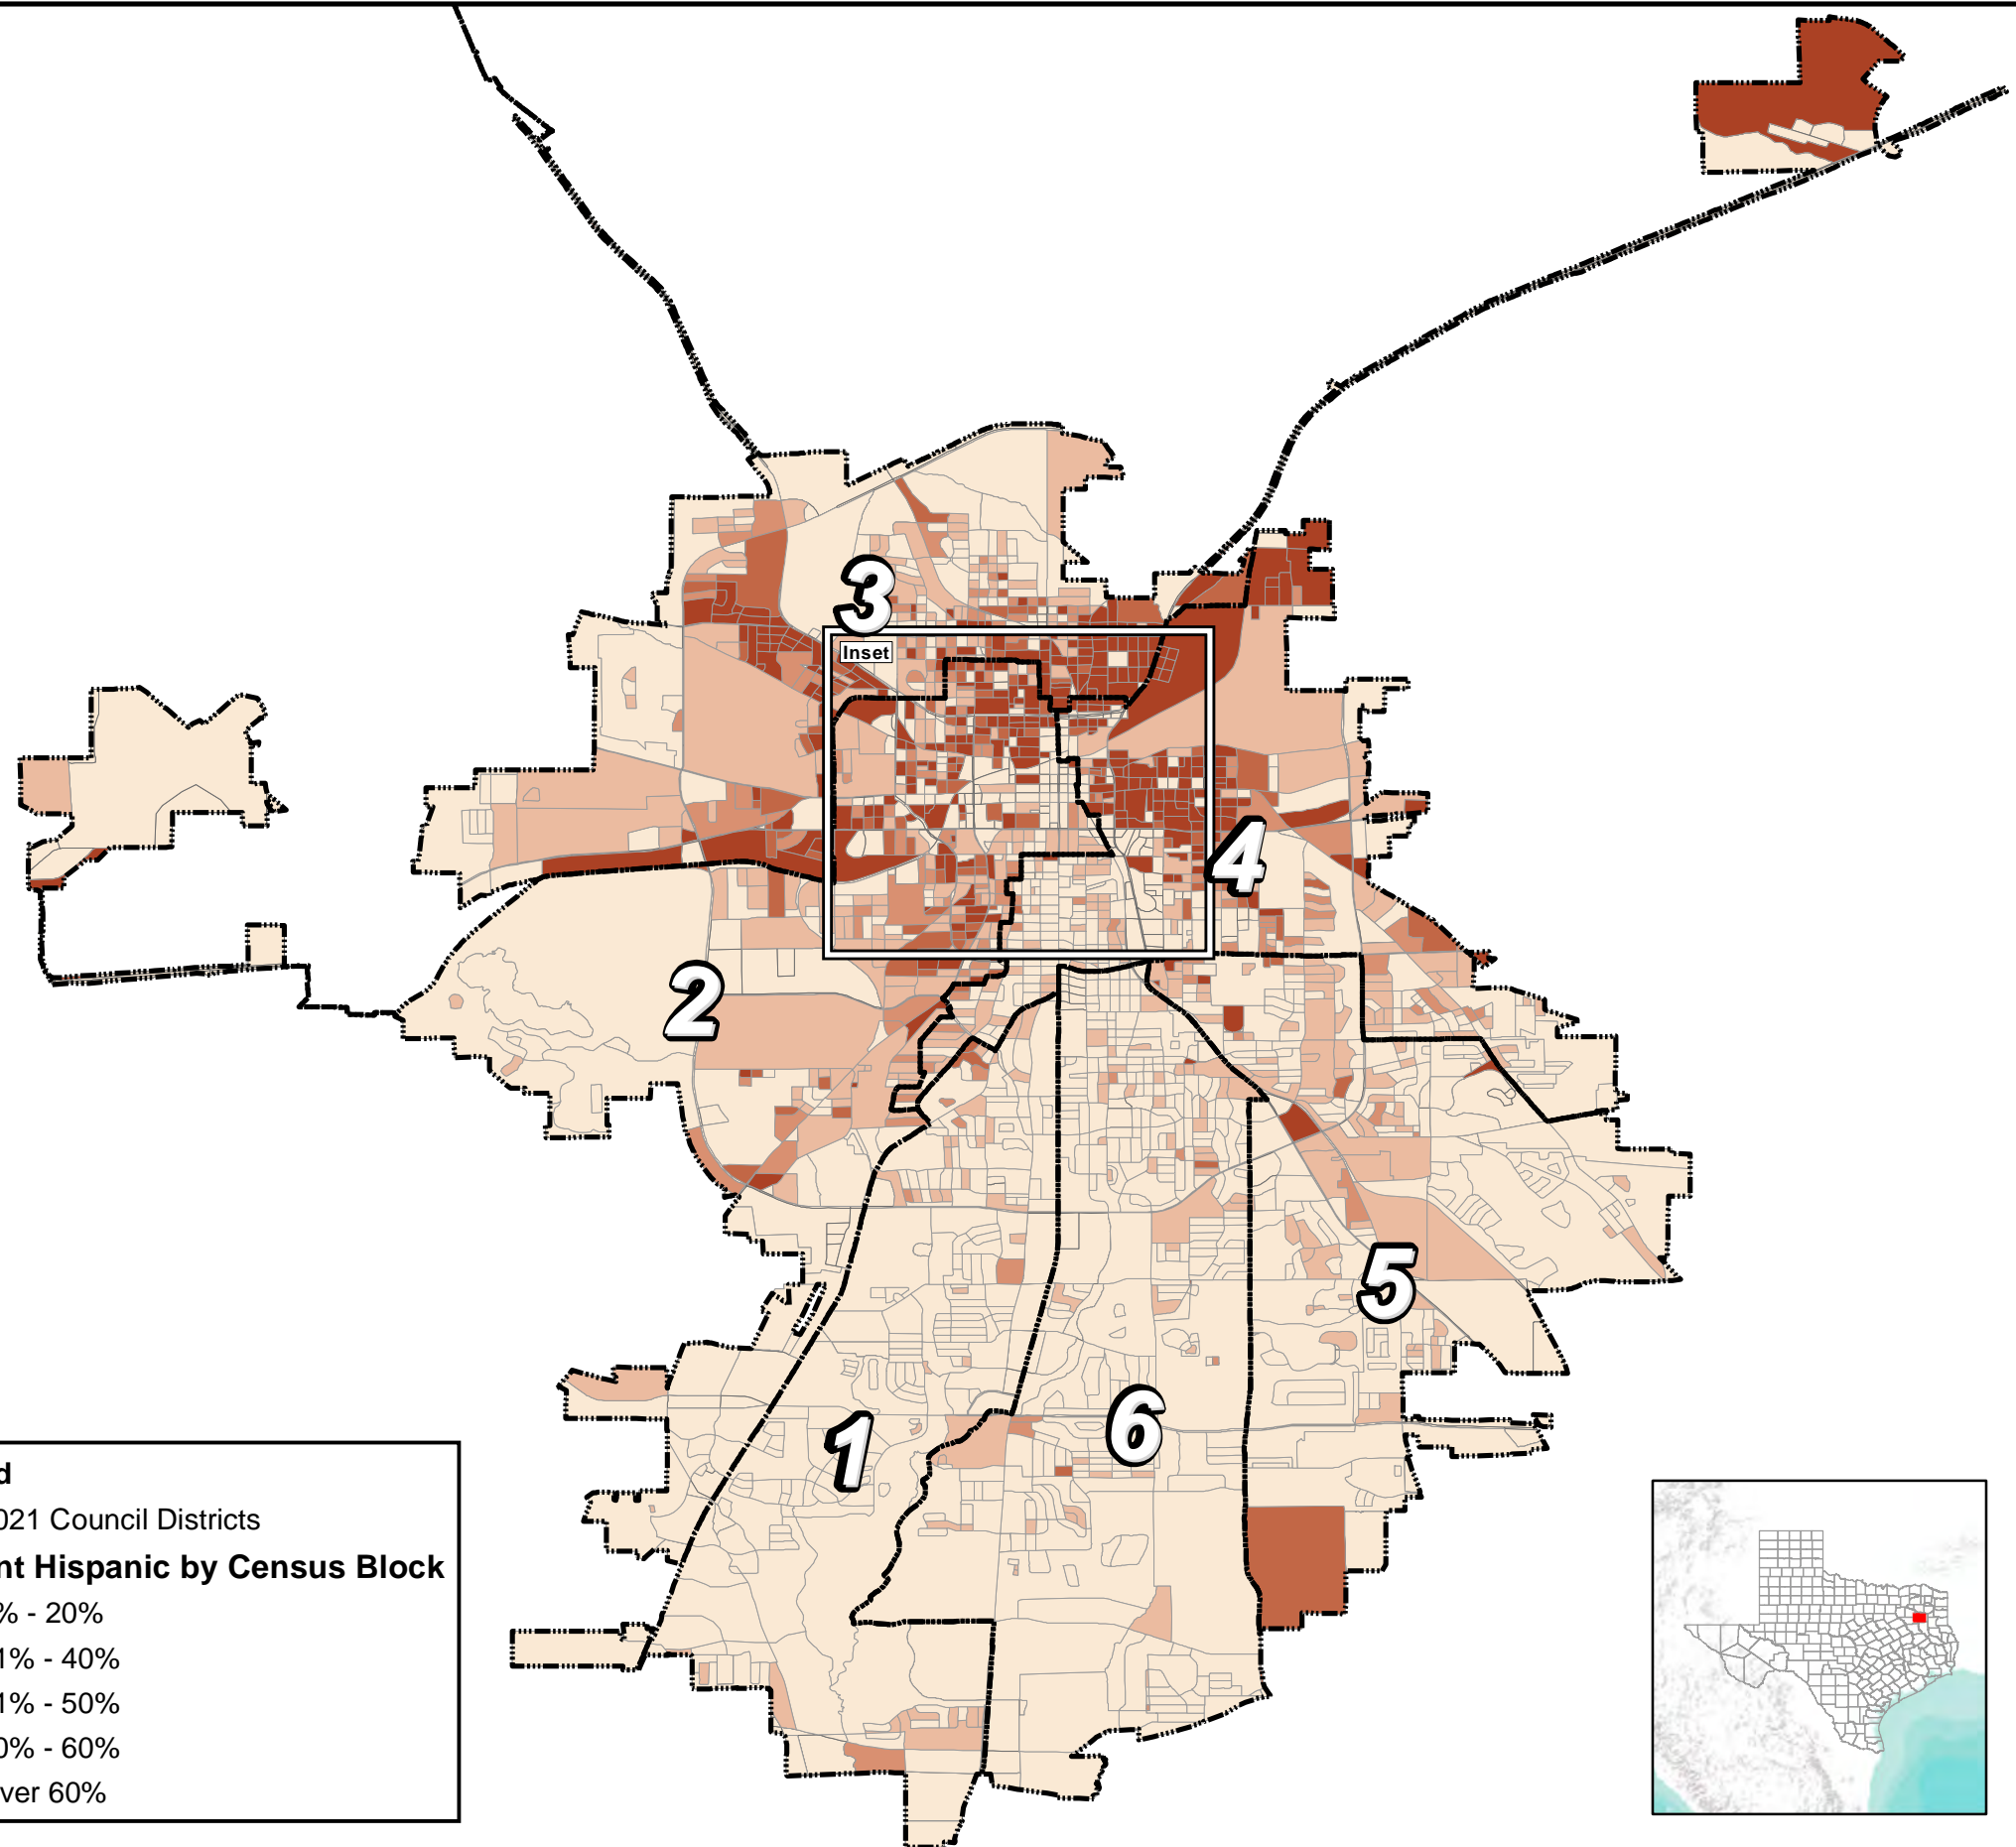 3
Inset
4
2
5
1
6
d
021 Council Districts
nt Hispanic by Census Block
% - 20%
1% - 40%
1% - 50%
0% - 60%
ver 60%